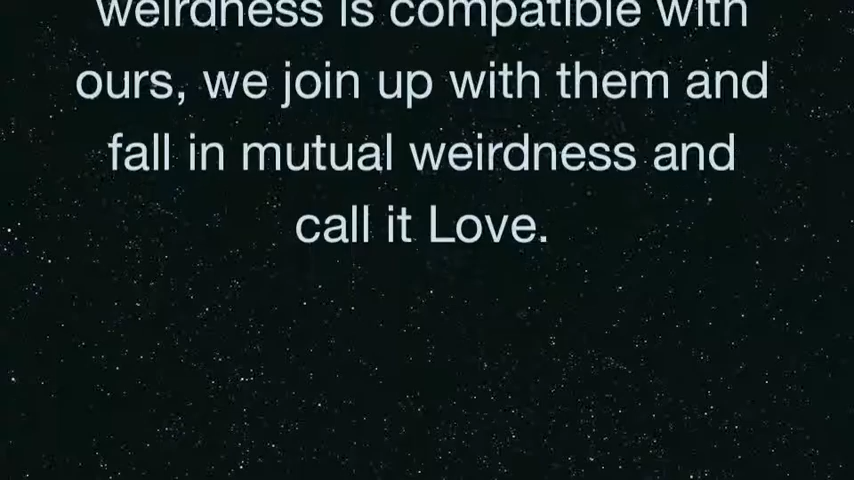 weirdness is compatible with
ours, we join up with them and
fall in mutual weirdness and
call it Love.